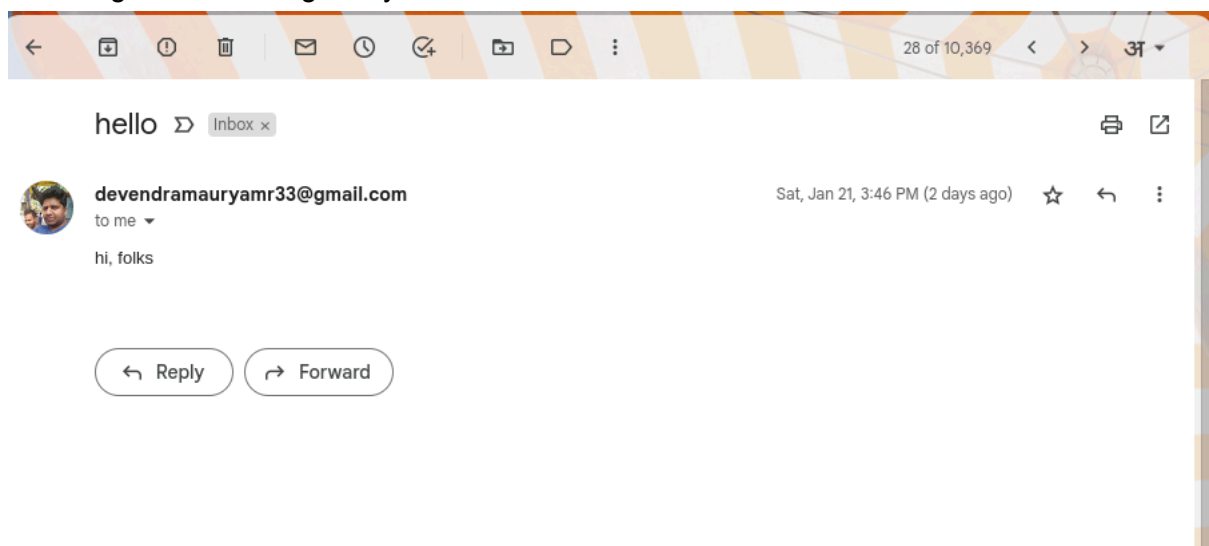 28 of 10,369 अ
hello Inbox ×
devendramauryamr33@gmail.com Sat, Jan 21, 3:46 PM (2 days ago)
to me
hi, folks
Reply Forward